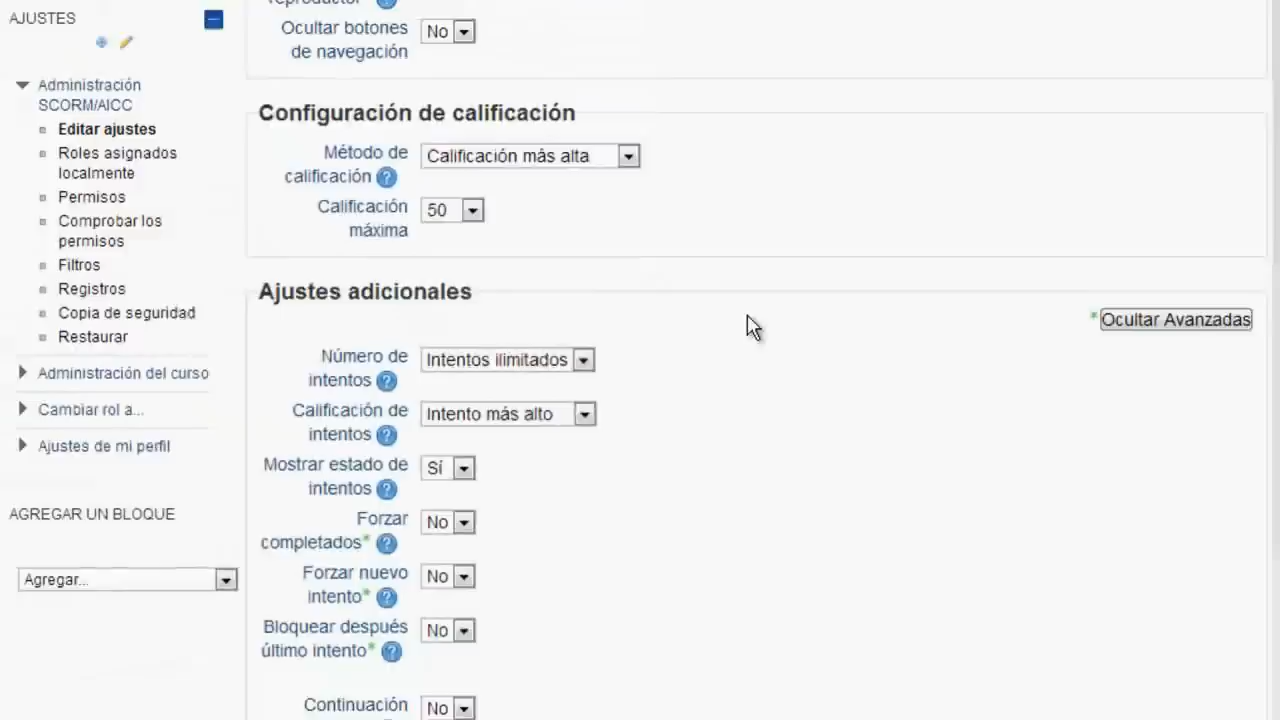 AJUSTES
Administración
SCORM/AICC
Editar ajustes
Roles asignados
localmente
Permisos
Comprobar los
permisos
Filtros
Registros
Copia de seguridad
Restaurar
Administración del curso
Cambiar rol a...
Ajustes de mi perfil
AGREGAR UN BLOQUE
Agregar...
reproductor
Ocultar botones
de navegación
No
Configuración de calificación
Método de
calificación
Calificación más alta
Calificación
máxima
50
Ajustes adicionales
* Ocultar Avanzadas
Número de
intentos
Intentos ilimitados
Calificación de
intentos
Intento más alto
Mostrar estado de
intentos
Sí
Forzar
completados*
No
Forzar nuevo
intento*
No
Bloquear después
último intento*
No
Continuación
No